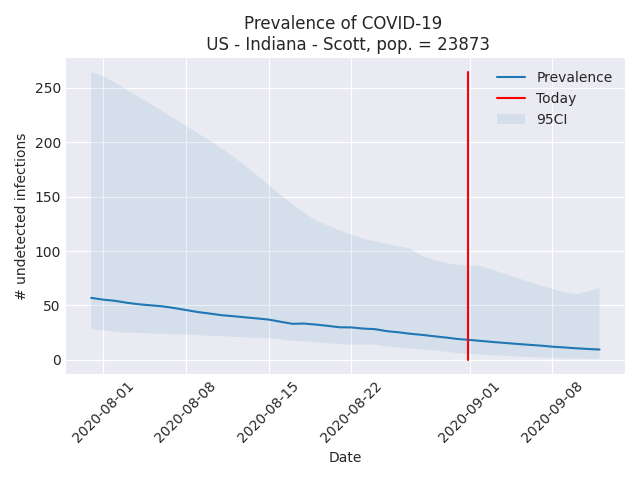 Prevalence of COVID-19
US - Indiana - Scott, pop. = 23873
Prevalence
Today
95CI
# undetected infections
250
200
150
100
50
0
2020-08-01
2020-08-08
2020-08-15
2020-08-22
2020-09-01
2020-09-08
Date